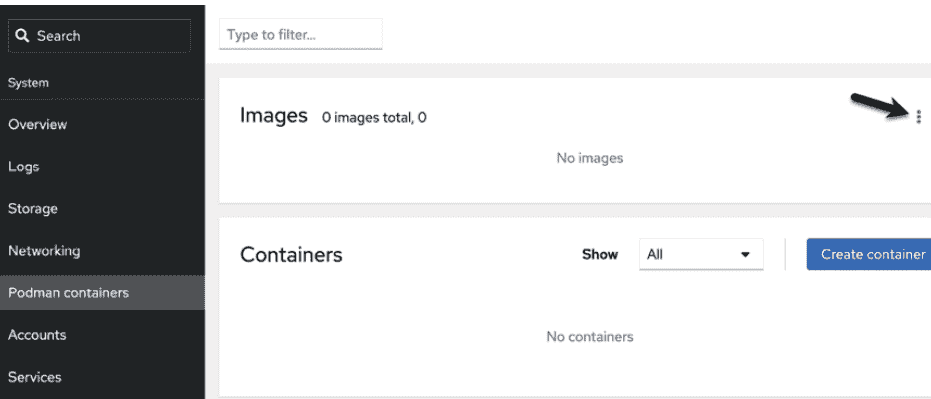 Search
System
Overview
Logs
Storage
Networking
Podman containers
Accounts
Services
Type to filter...
Images 0 images total, 0
No images
Containers Show All Create container
No containers